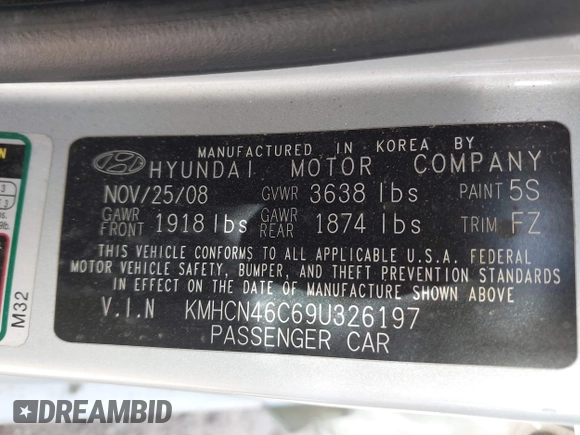 MANUFACTURED IN KOREA BY
HYUNDAI MOTOR COMPANY
NOV/25/08 GVWR 3638 lbs PAINT 5S
GAWR FRONT 1918 lbs GAWR REAR 1874 lbs TRIM FZ
THIS VEHICLE CONFORMS TO ALL APPLICABLE U.S.A. FEDERAL
MOTOR VEHICLE SAFETY, BUMPER, AND THEFT PREVENTION STANDARDS
IN EFFECT ON THE DATE OF MANUFACTURE SHOWN ABOVE
V.I.N KMHCN46C69U326197
PASSENGER CAR
M32
DREAMBID